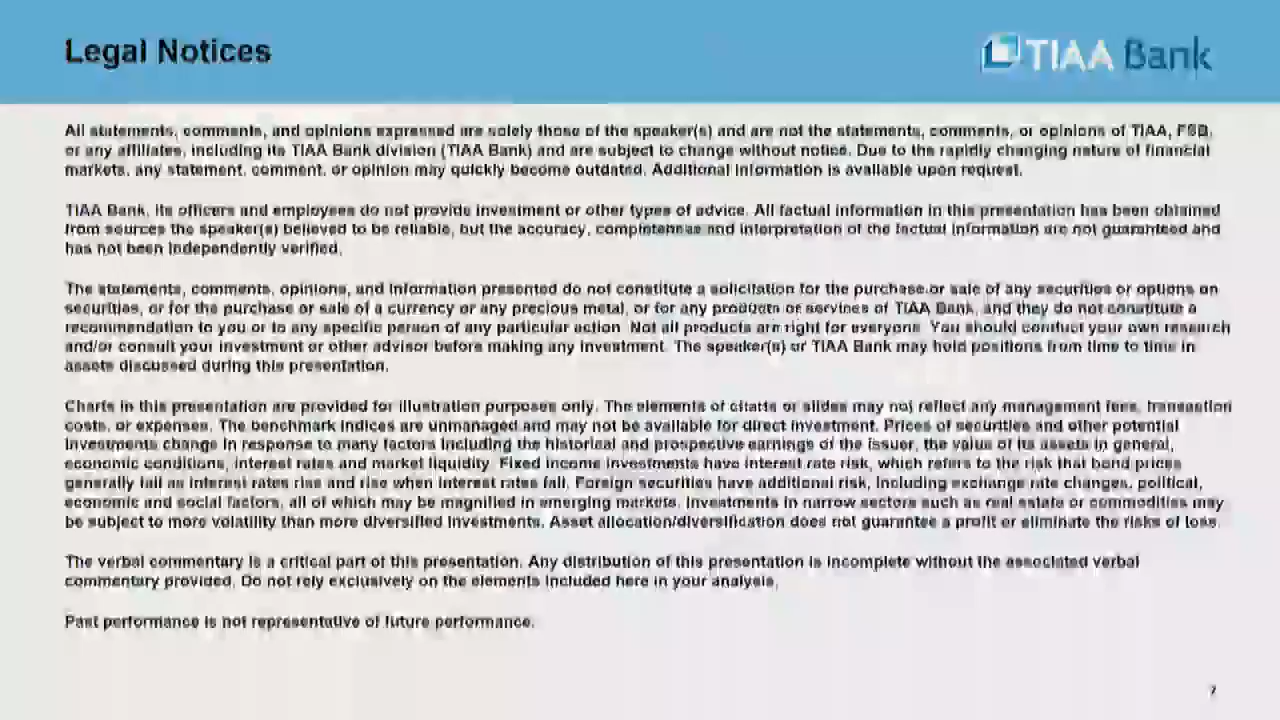 Legal Notices
TIAA Bank
All statements, comments, and opinions expressed are solely those of the speaker(s) and are not the statements, comments, or opinions of TIAA, FSB,
or any affiliates, including its TIAA Bank division (TIAA Bank) and are subject to change without notice. Due to the rapidly changing nature of financial
markets, any statement, comment, or opinion may quickly become outdated. Additional information is available upon request.
TIAA Bank, its officers and employees do not provide investment or other types of advice. All factual information in this presentation has been obtained
from sources the speaker(s) believed to be reliable, but the accuracy, completeness and interpretation of the factual information are not guaranteed and
has not been independently verified.
The statements, comments, opinions, and information presented do not constitute a solicitation for the purchase or sale of any securities or options on
securities, or for the purchase or sale of a currency or any precious metal, or for any products or services of TIAA Bank, and they do not constitute a
recommendation to you or to any specific person of any particular action. Not all products are right for everyone. You should conduct your own research
and/or consult your investment or other advisor before making any investment. The speaker(s) or TIAA Bank may hold positions from time to time in
assets discussed during this presentation.
Charts in this presentation are provided for illustration purposes only. The elements of charts or slides may not reflect any management fees, transaction
costs, or expenses. The benchmark indices are unmanaged and may not be available for direct investment. Prices of securities and other potential
investments change in response to many factors including the historical and prospective earnings of the issuer, the value of its assets in general,
economic conditions, interest rates and market liquidity. Fixed income investments have interest rate risk, which refers to the risk that bond prices
generally fall as interest rates rise and rise when interest rates fall. Foreign securities have additional risk, including exchange rate changes, political,
economic and social factors, all of which may be magnified in emerging markets. Investments in narrow sectors such as real estate or commodities may
be subject to more volatility than more diversified investments. Asset allocation/diversification does not guarantee a profit or eliminate the risks of loss.
The verbal commentary is a critical part of this presentation. Any distribution of this presentation is incomplete without the associated verbal
commentary provided. Do not rely exclusively on the elements included here in your analysis.
Past performance is not representative of future performance.